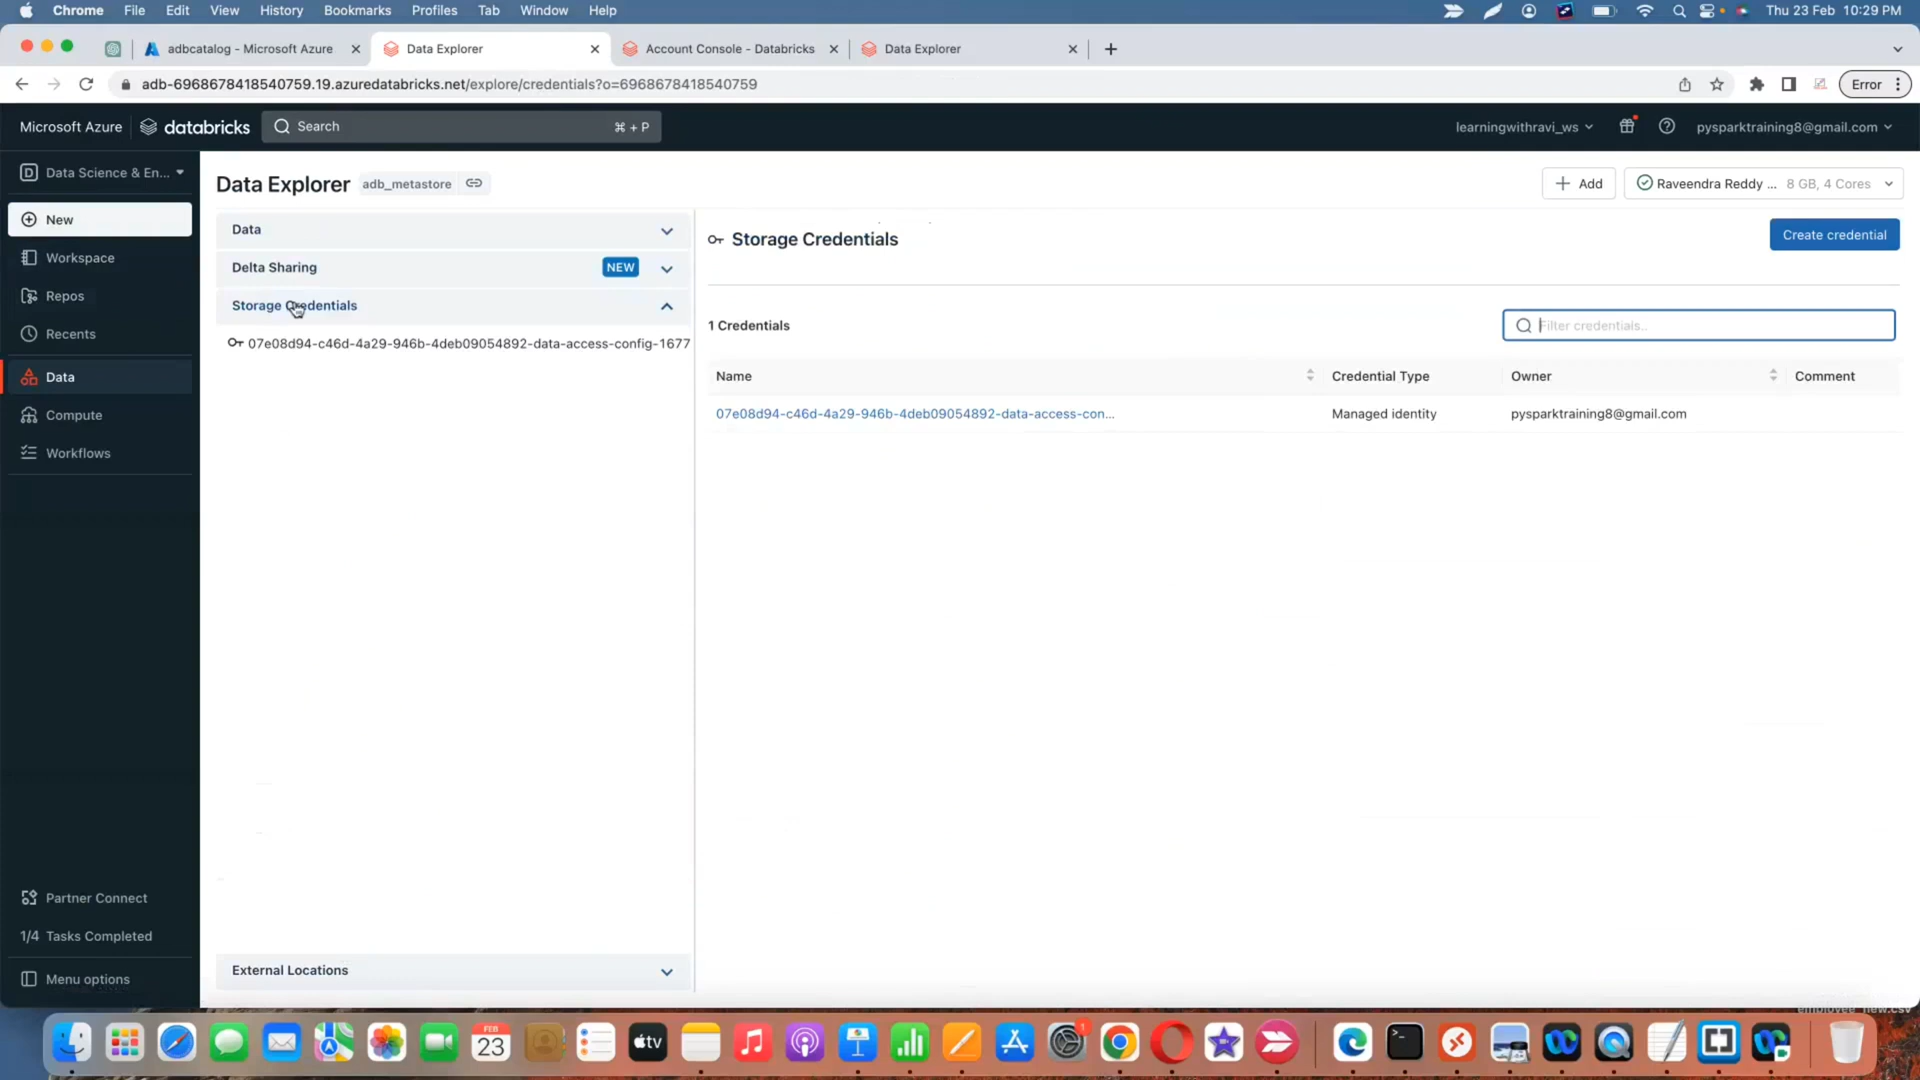 Chrome File Edit View History Bookmarks Profiles Tab Window Help Thu 23 Feb 10:29 PM
adbcatalog - Microsoft Azure Data Explorer Account Console - Databricks Data Explorer
adb-6968678418540759.19.azuredatabricks.net/explore/credentials?o=6968678418540759 Error
Microsoft Azure databricks Search ⌘ + P learningwithravi_ws pysparktraining8@gmail.com
D Data Science & En...
Data Explorer adb_metastore + Add Raveendra Reddy ... 8 GB, 4 Cores
New
Workspace
Repos
Recents
Data
Compute
Workflows
Partner Connect
1/4 Tasks Completed
Menu options
Data
Delta Sharing NEW
Storage Credentials
07e08d94-c46d-4a29-946b-4deb09054892-data-access-config-1677
External Locations
Storage Credentials Create credential
1 Credentials Filter credentials..
Name Credential Type Owner Comment
07e08d94-c46d-4a29-946b-4deb09054892-data-access-con... Managed identity pysparktraining8@gmail.com
employee_new.csv
FEB
23
tv
1